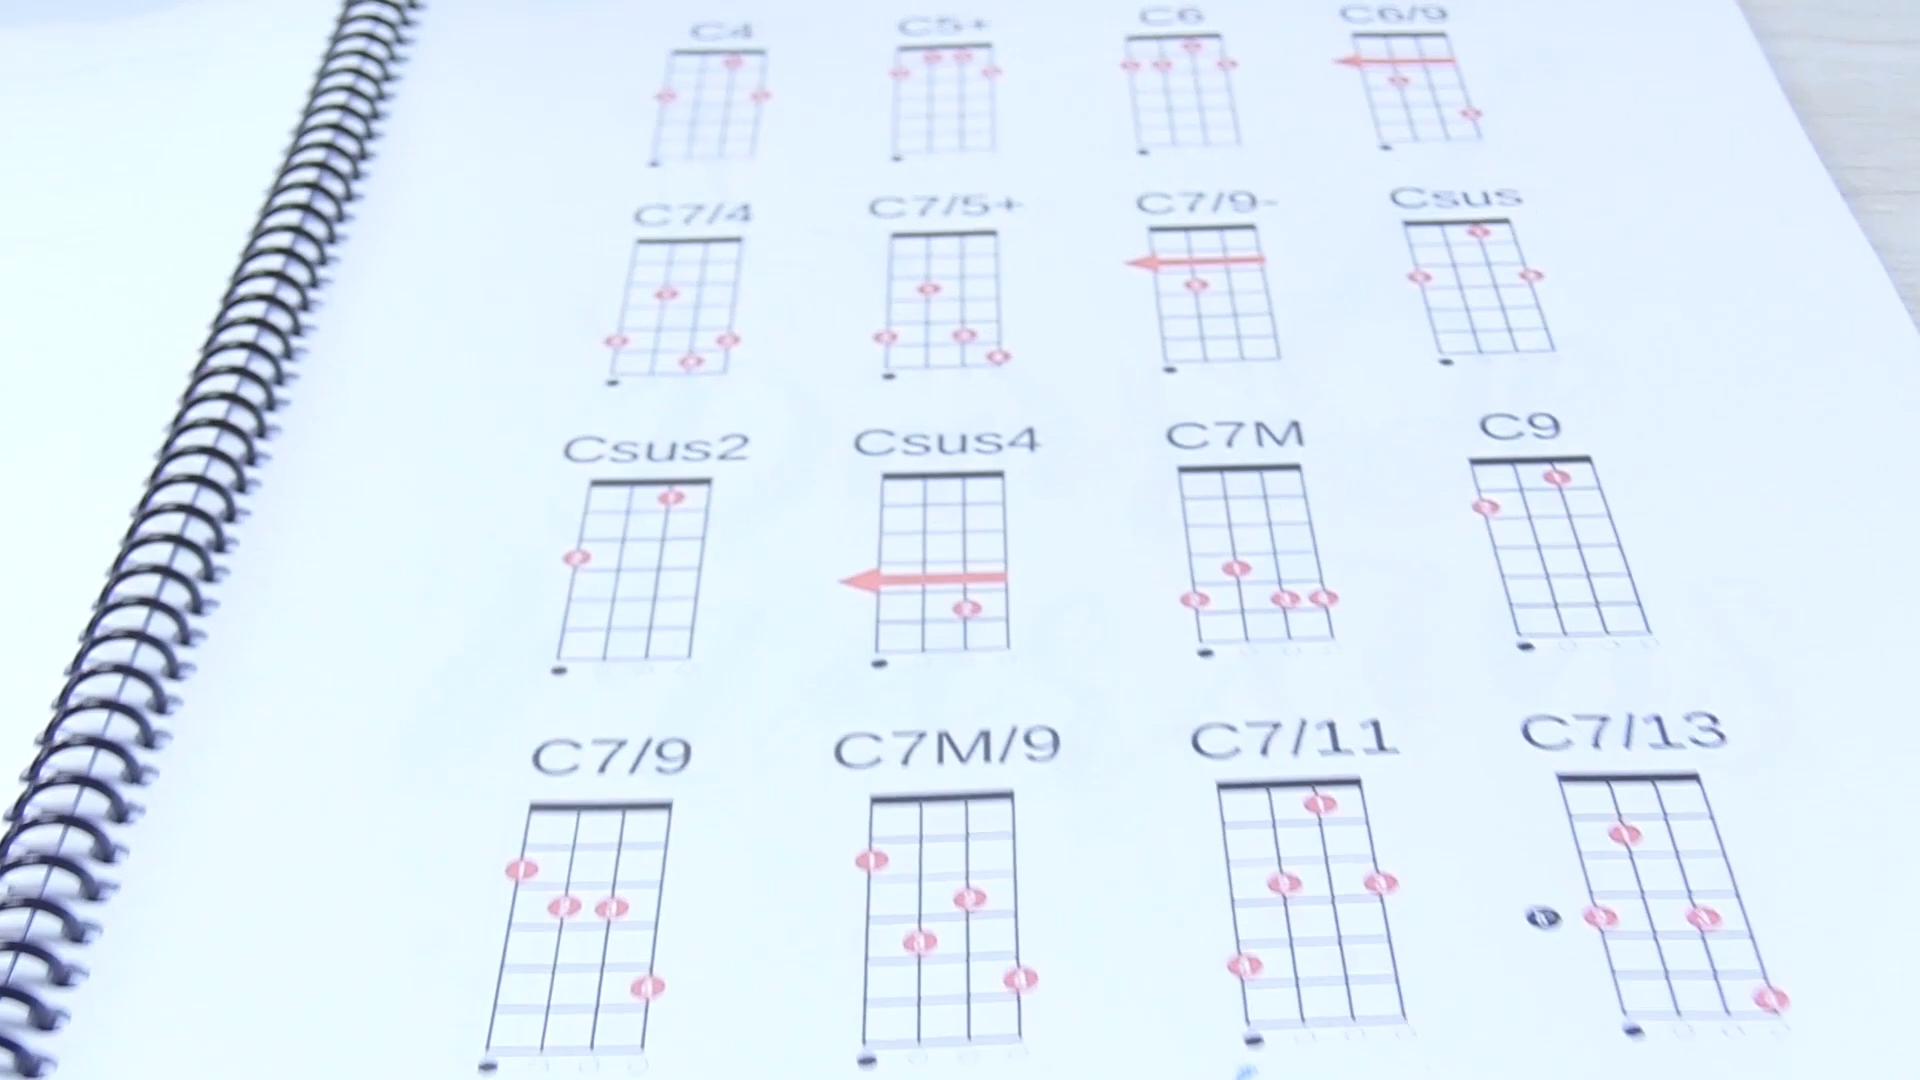 C4 C5+ C6 C6/9
C7/4 C7/5+ C7/9- Csus
Csus2 Csus4 C7M C9
C7/9 C7M/9 C7/11 C7/13